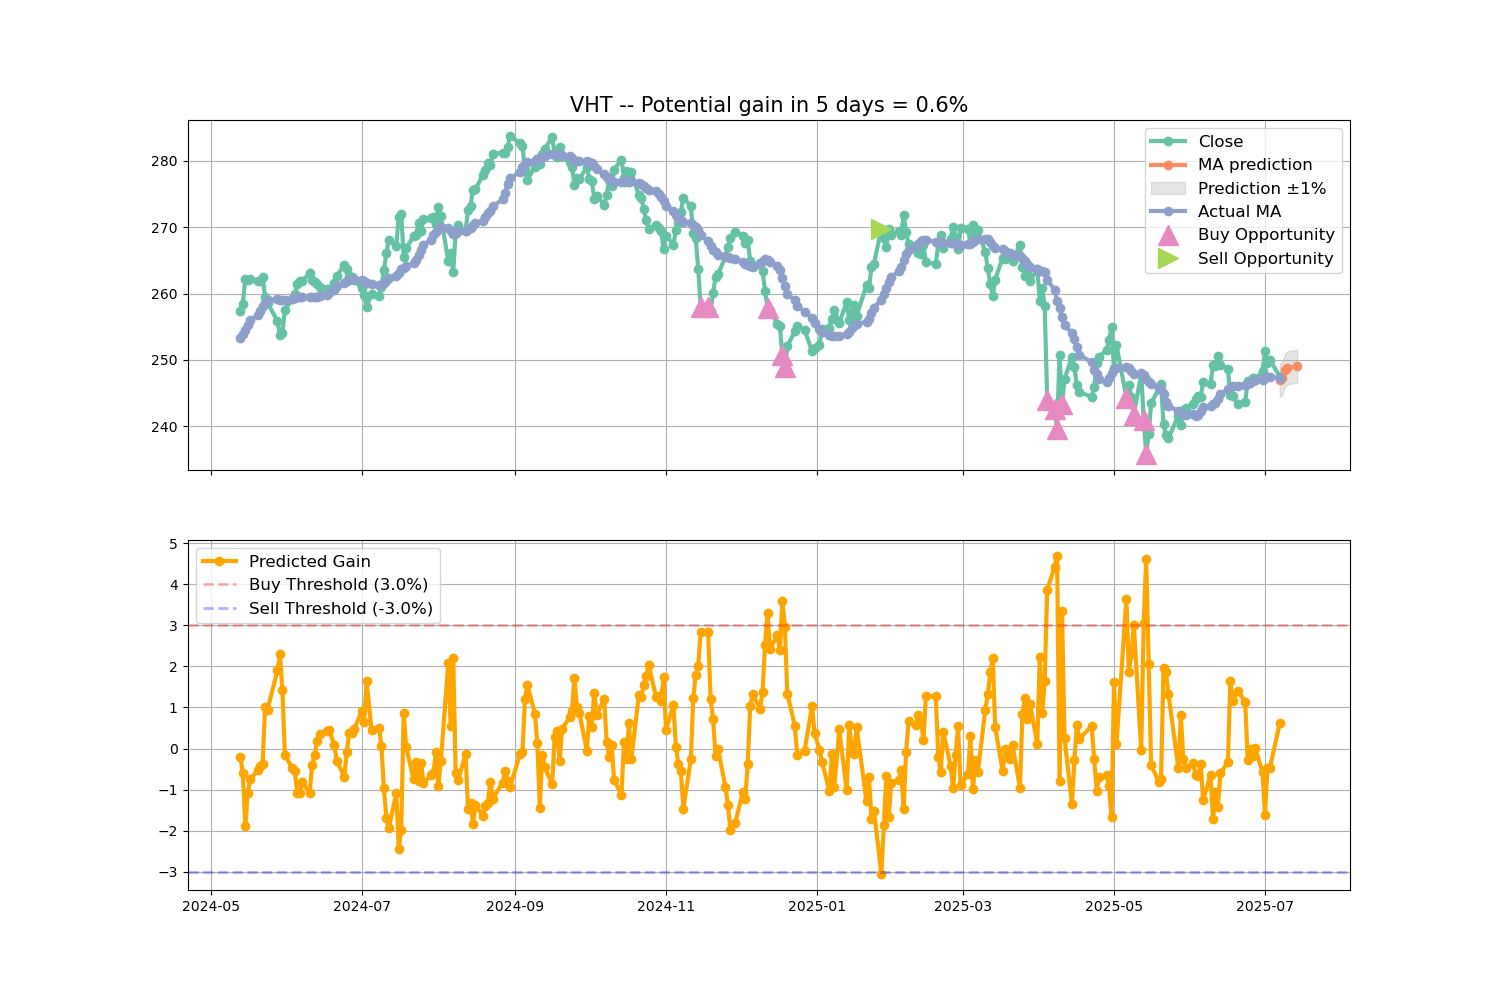 VHT -- Potential gain in 5 days = 0.6%
280
270
260
250
240
Close
MA prediction
Prediction ±1%
Actual MA
Buy Opportunity
Sell Opportunity
5
4
3
2
1
0
−1
−2
−3
Predicted Gain
Buy Threshold (3.0%)
Sell Threshold (-3.0%)
2024-05
2024-07
2024-09
2024-11
2025-01
2025-03
2025-05
2025-07